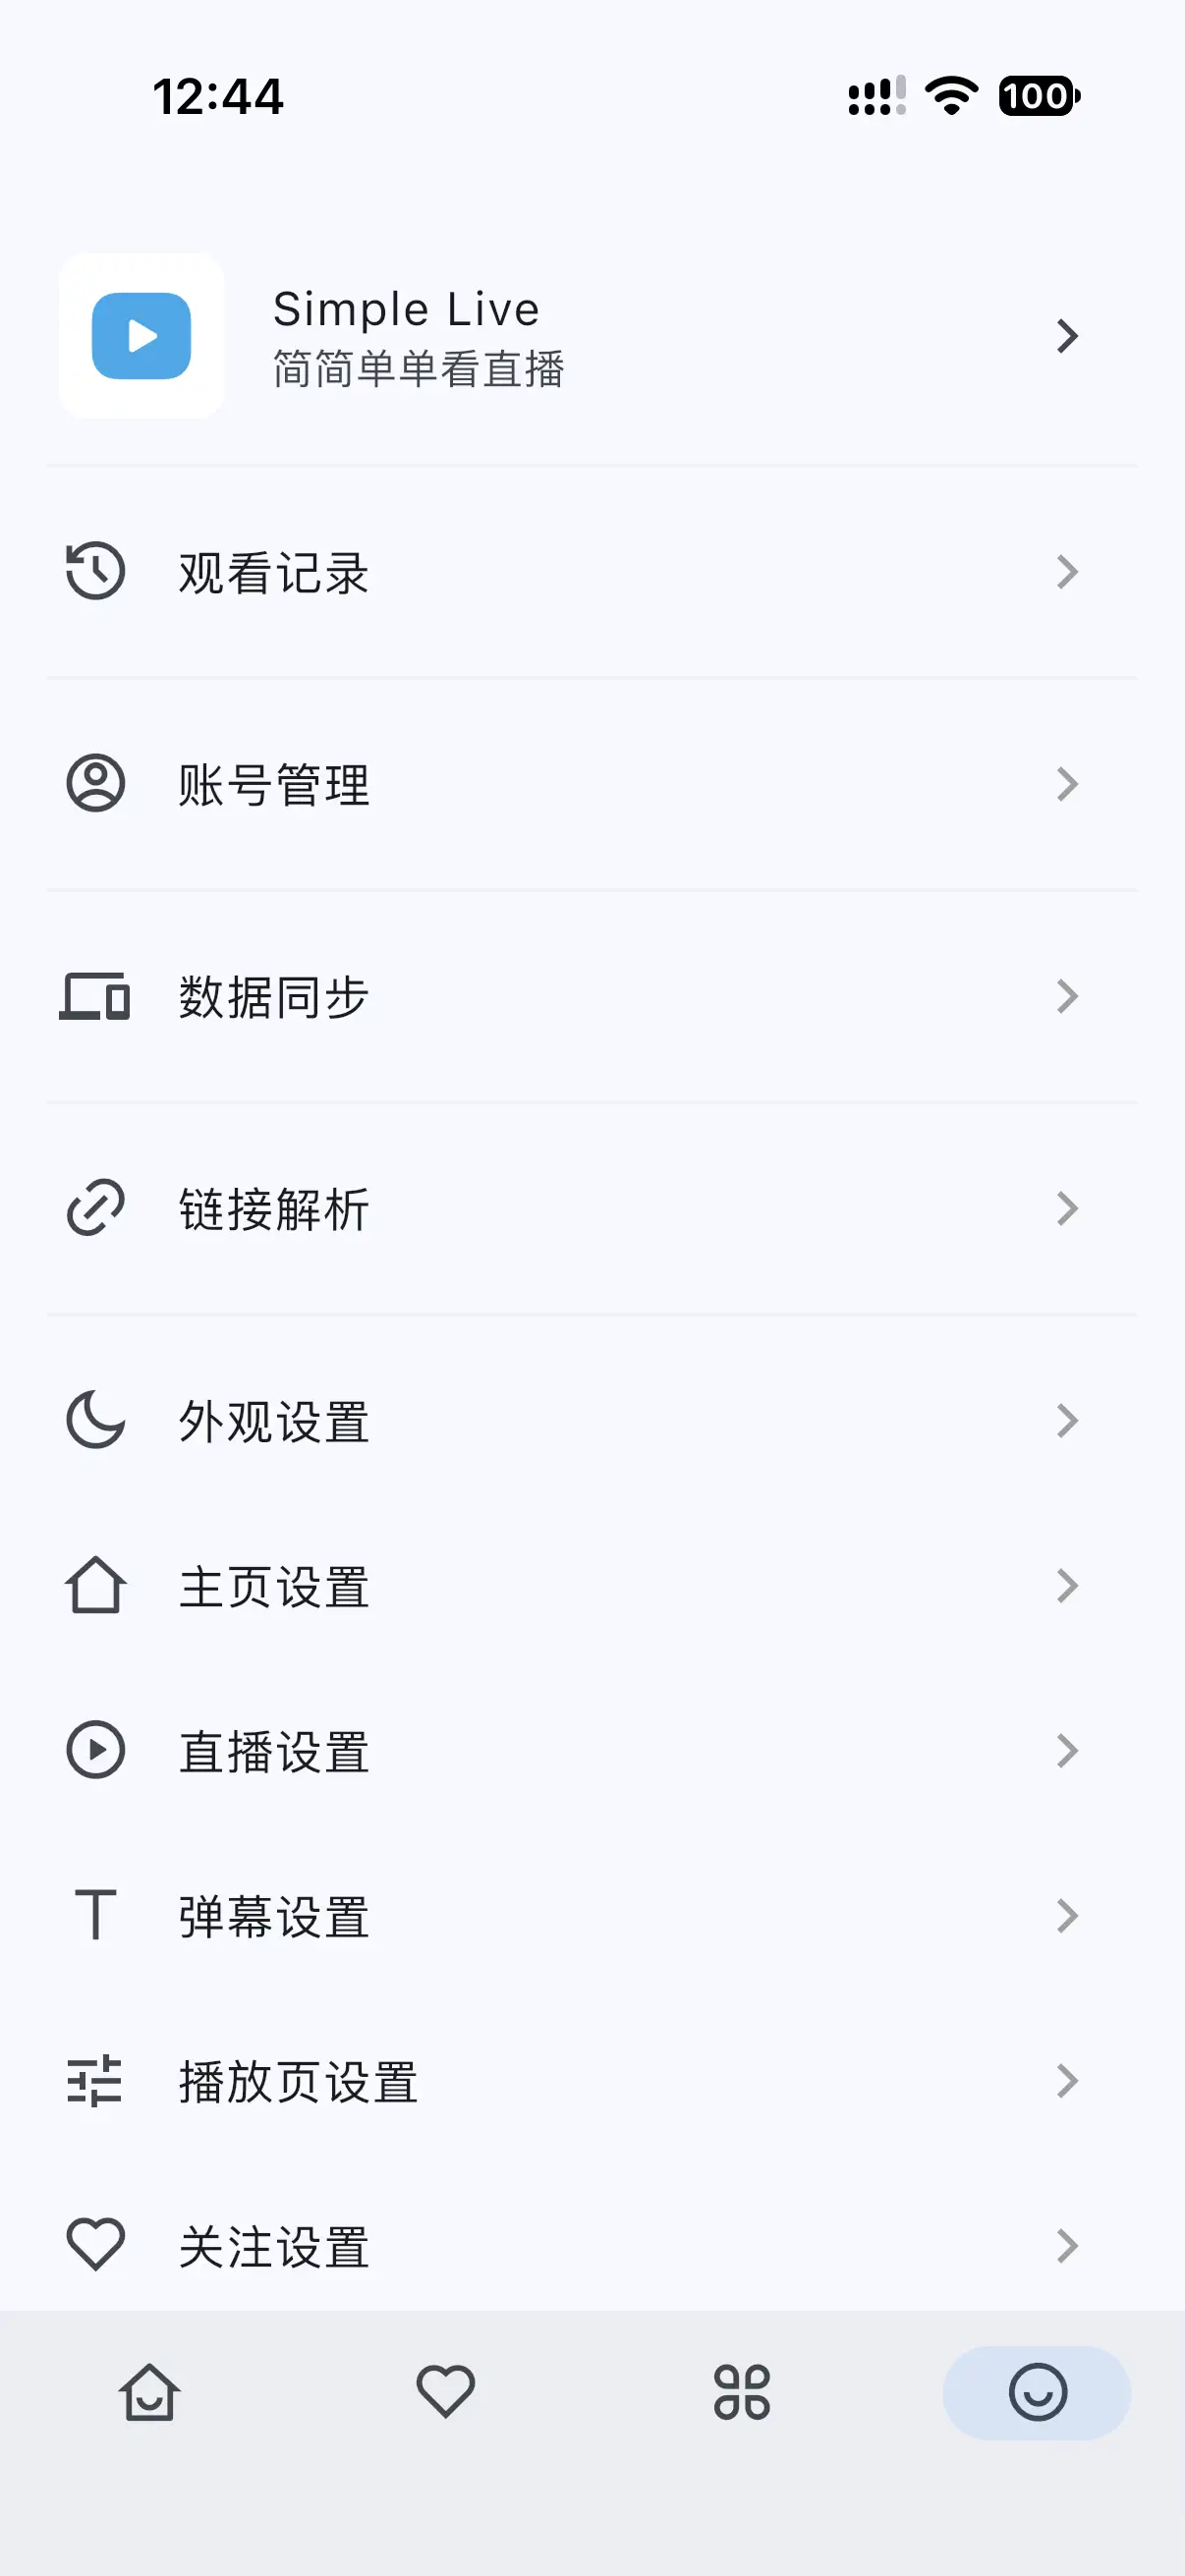 12:44
100
Simple Live
简简单单看直播
观看记录
账号管理
数据同步
链接解析
外观设置
主页设置
直播设置
弹幕设置
播放页设置
关注设置